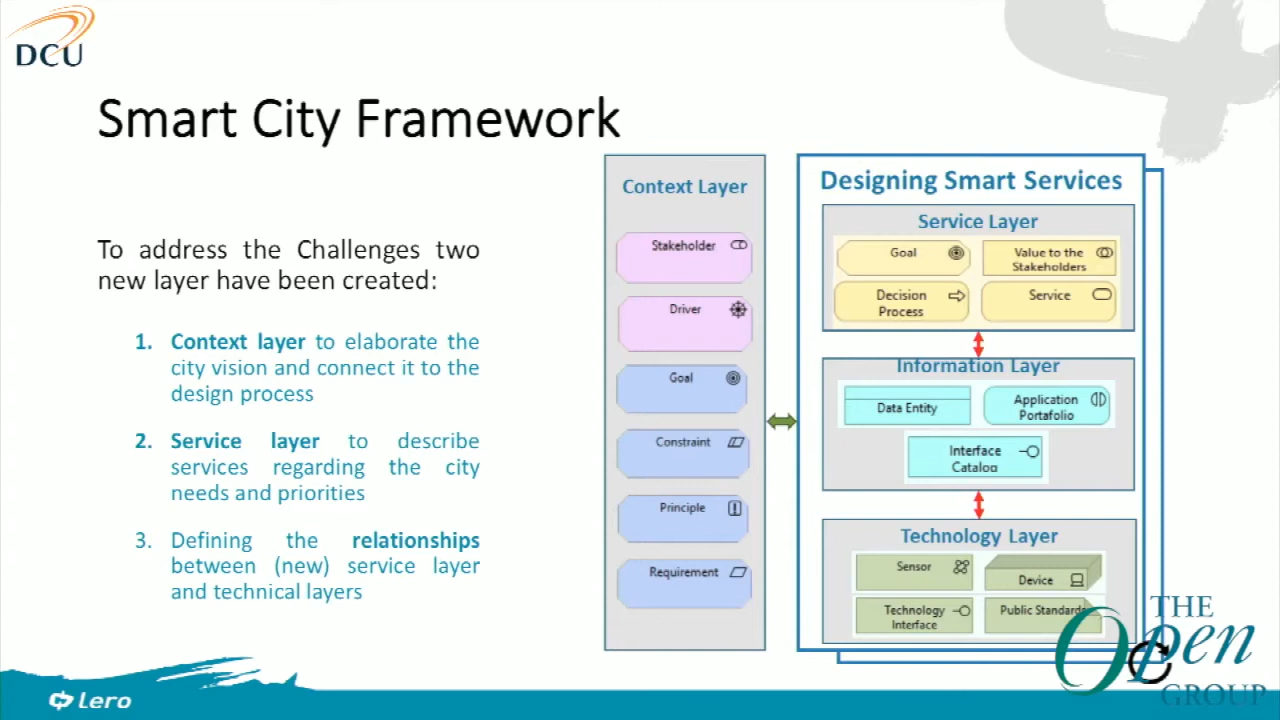 DCU
Smart City Framework
To address the Challenges two
new layer have been created:
1. Context layer to elaborate the
city vision and connect it to the
design process
2. Service layer to describe
services regarding the city
needs and priorities
3. Defining the relationships
between (new) service layer
and technical layers
Context Layer
Stakeholder
Driver
Goal
Constraint
Principle
Requirement
Designing Smart Services
Service Layer
Goal
Value to the
Stakeholders
Decision
Process
Service
Information Layer
Data Entity
Application
Portafolio
Interface
Catalog
Technology Layer
Sensor
Device
Technology
Interface
Public Standards
THE
Open
GROUP
Lero